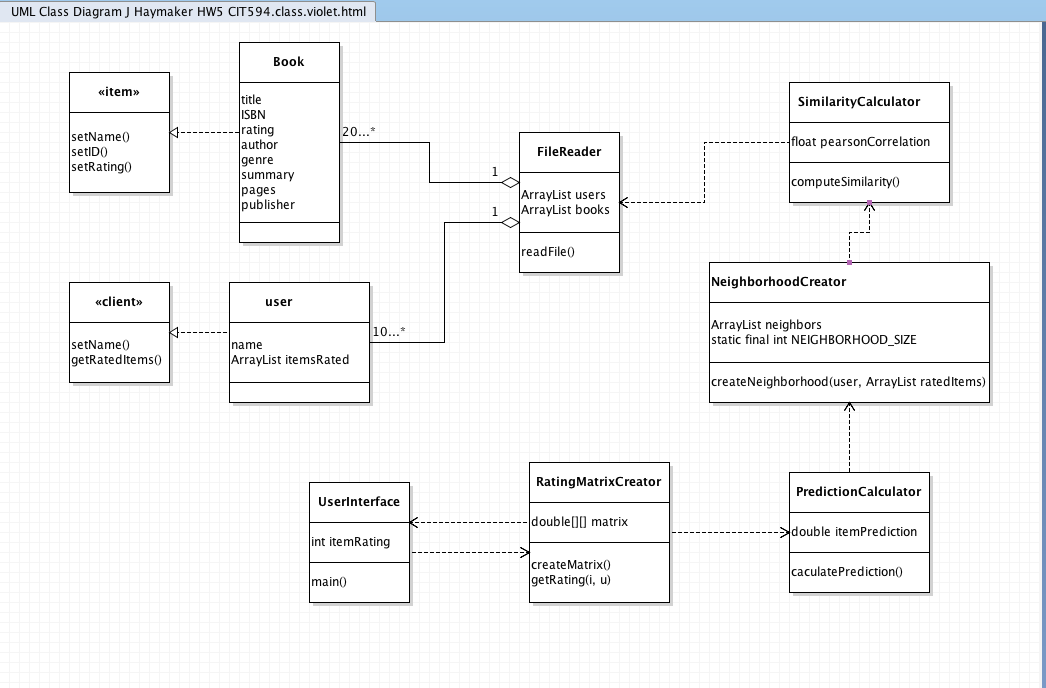 UML Class Diagram J Haymaker HW5 CIT594.class.violet.html
«item»
setName()
setID()
setRating()
Book
title
ISBN
rating
author
genre
summary
pages
publisher
20...*
1
1
10...*
FileReader
ArrayList users
ArrayList books
readFile()
SimilarityCalculator
float pearsonCorrelation
computeSimilarity()
«client»
setName()
getRatedItems()
user
name
ArrayList itemsRated
NeighborhoodCreator
ArrayList neighbors
static final int NEIGHBORHOOD_SIZE
createNeighborhood(user, ArrayList ratedItems)
UserInterface
int itemRating
main()
RatingMatrixCreator
double[][] matrix
createMatrix()
getRating(i, u)
PredictionCalculator
double itemPrediction
caculatePrediction()